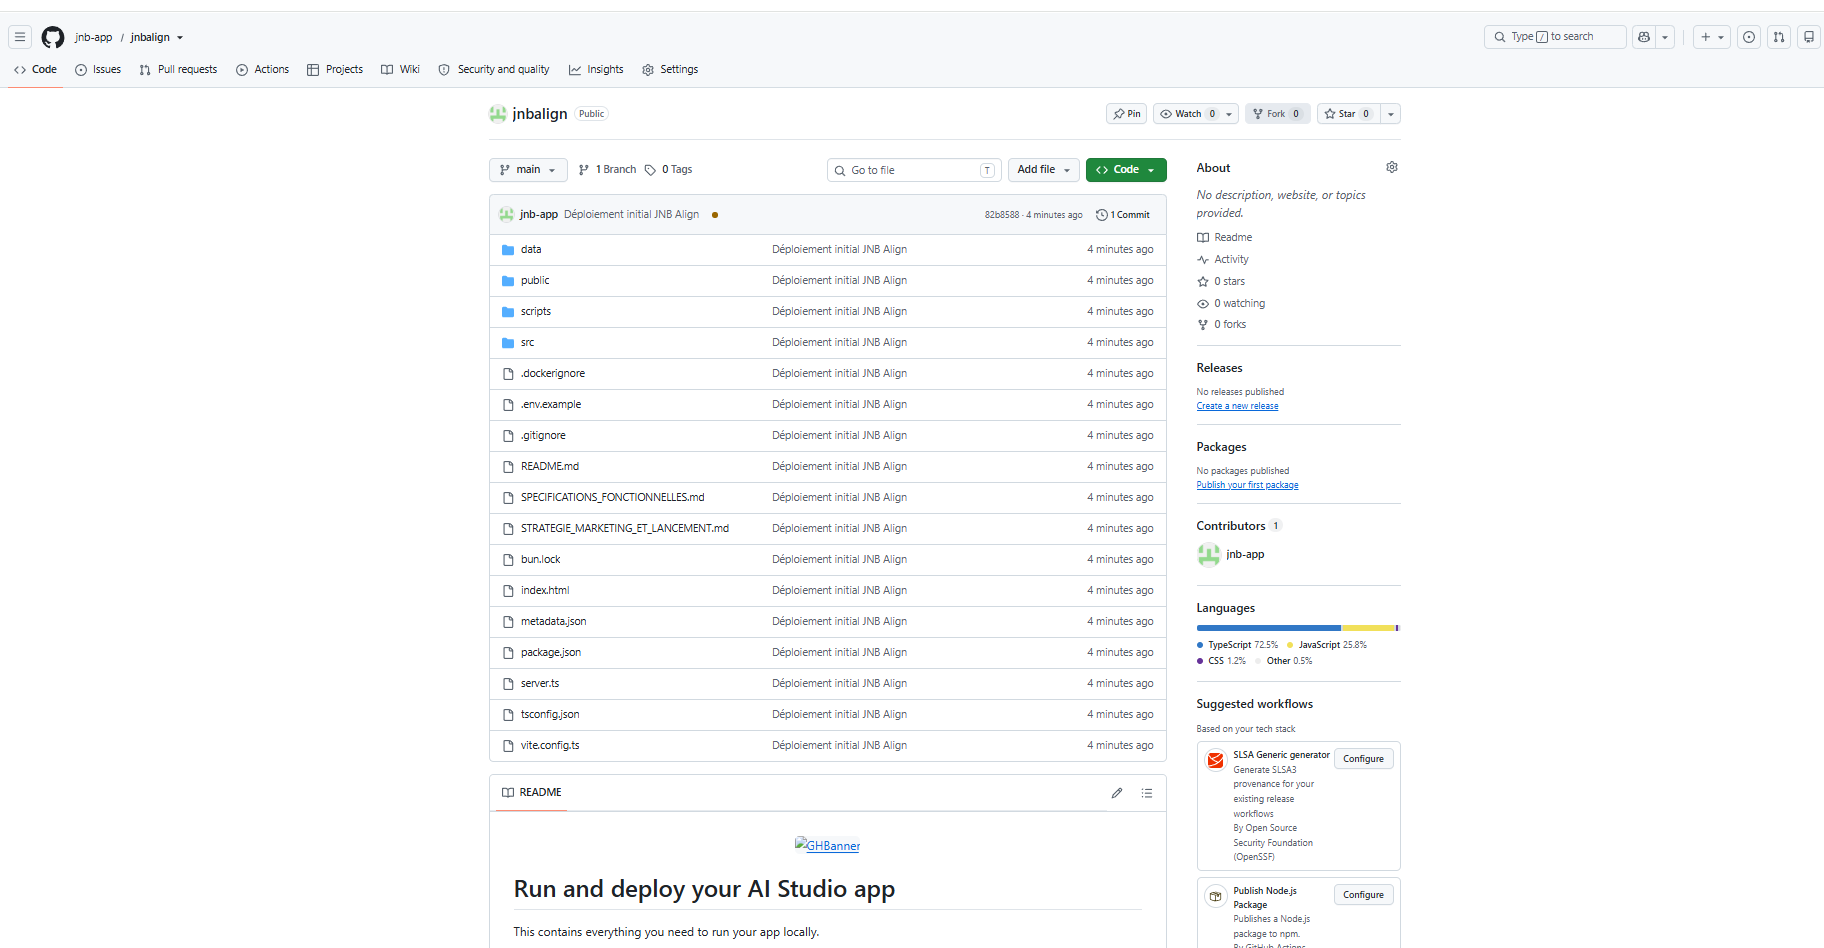 jnb-app / jnbalign
Type / to search
Code Issues Pull requests Actions Projects Wiki Security and quality Insights Settings
jnbalign Public
Pin Watch 0 Fork 0 Star 0
main 1 Branch 0 Tags Go to file T Add file Code
jnb-app Déploiement initial JNB Align 82b8588 · 4 minutes ago 1 Commit
data Déploiement initial JNB Align 4 minutes ago
public Déploiement initial JNB Align 4 minutes ago
scripts Déploiement initial JNB Align 4 minutes ago
src Déploiement initial JNB Align 4 minutes ago
.dockerignore Déploiement initial JNB Align 4 minutes ago
.env.example Déploiement initial JNB Align 4 minutes ago
.gitignore Déploiement initial JNB Align 4 minutes ago
README.md Déploiement initial JNB Align 4 minutes ago
SPECIFICATIONS_FONCTIONNELLES.md Déploiement initial JNB Align 4 minutes ago
STRATEGIE_MARKETING_ET_LANCEMENT.md Déploiement initial JNB Align 4 minutes ago
bun.lock Déploiement initial JNB Align 4 minutes ago
index.html Déploiement initial JNB Align 4 minutes ago
metadata.json Déploiement initial JNB Align 4 minutes ago
package.json Déploiement initial JNB Align 4 minutes ago
server.ts Déploiement initial JNB Align 4 minutes ago
tsconfig.json Déploiement initial JNB Align 4 minutes ago
vite.config.ts Déploiement initial JNB Align 4 minutes ago
README
GHBanner
Run and deploy your AI Studio app
This contains everything you need to run your app locally.
About
No description, website, or topics
provided.
Readme
Activity
0 stars
0 watching
0 forks
Releases
No releases published
Create a new release
Packages
No packages published
Publish your first package
Contributors 1
jnb-app
Languages
TypeScript 72.5% JavaScript 25.8%
CSS 1.2% Other 0.5%
Suggested workflows
Based on your tech stack
SLSA Generic generator Configure
Generate SLSA3
provenance for your
existing release
workflows
By Open Source
Security Foundation
(OpenSSF)
Publish Node.js Configure
Package
Publishes a Node.js
package to npm.
By GitHub Actions